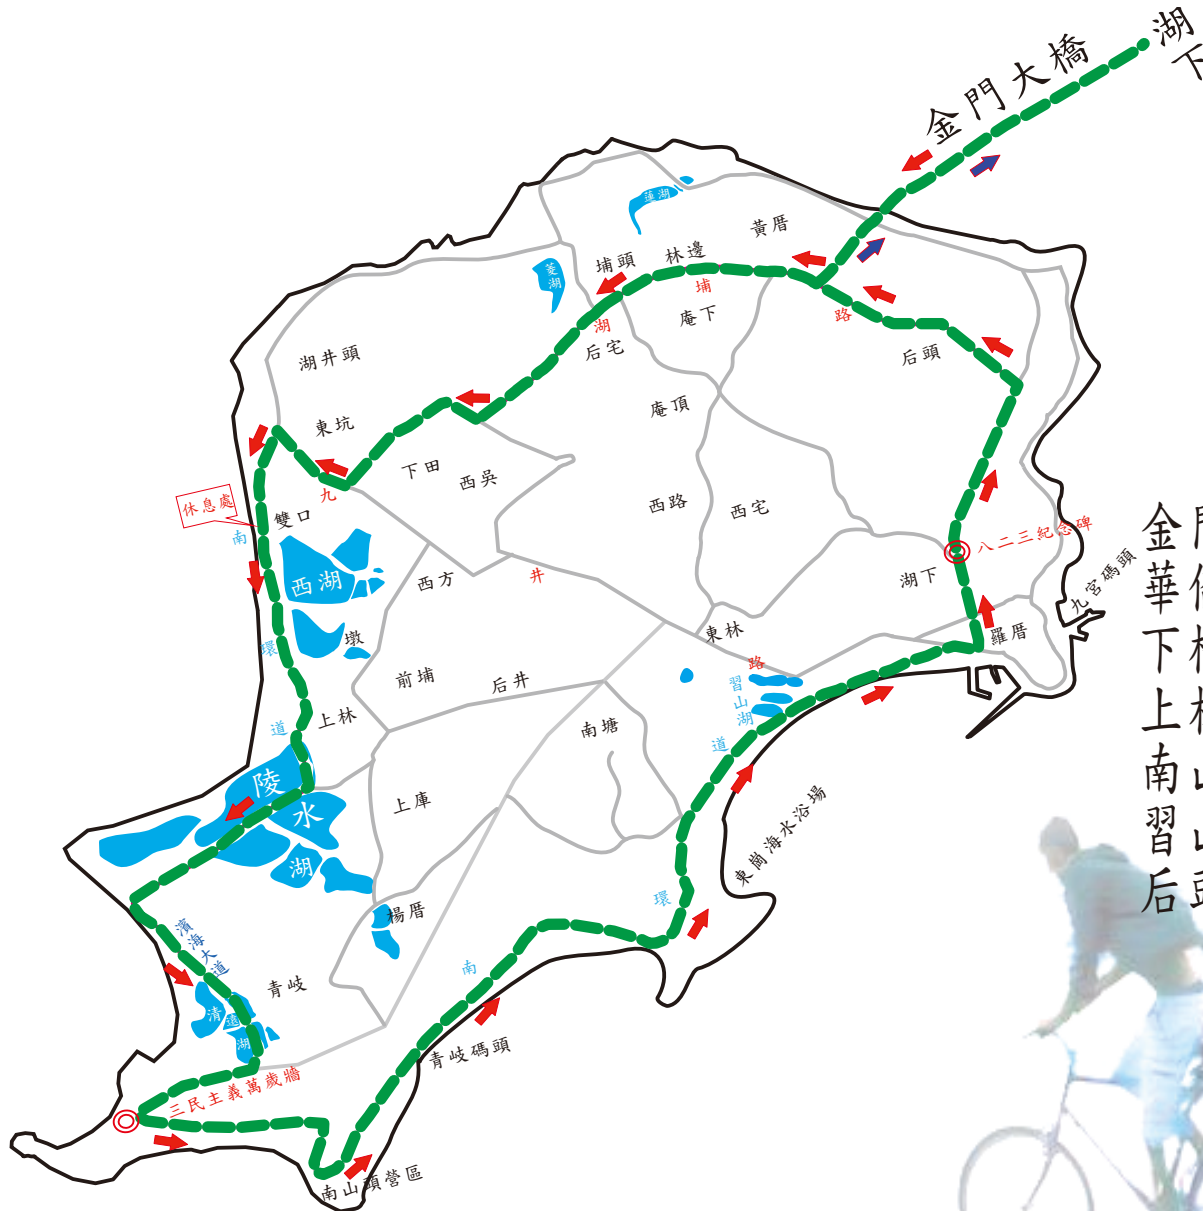 湖下
金門大橋
蓮湖
黃厝
菱湖
埔頭
林邊
埔
湖
庵下
路
后宅
后頭
湖井頭
東坑
庵頂
下田
西吳
九
休息處
南
雙口
西路
西宅
八二三紀念碑
西湖
西方
井
湖下
九宮碼頭
環
墩
東林
羅厝
前埔
后井
路
習山湖
道
上林
南塘
道
陵水湖
上庫
東崗海水浴場
楊厝
環
濱海大道
青岐
南
清遠湖
青岐碼頭
三民主義萬歲牆
南山頭營區
金華下上南習后